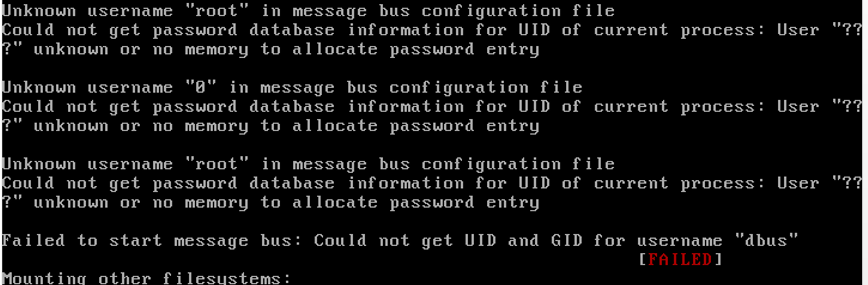 Unknown username "root" in message bus configuration file
Could not get password database information for UID of current process: User "??
?" unknown or no memory to allocate password entry
Unknown username "0" in message bus configuration file
Could not get password database information for UID of current process: User "??
?" unknown or no memory to allocate password entry
Unknown username "root" in message bus configuration file
Could not get password database information for UID of current process: User "??
?" unknown or no memory to allocate password entry
Failed to start message bus: Could not get UID and GID for username "dbus"
[FAILED]
Mounting other filesystems: